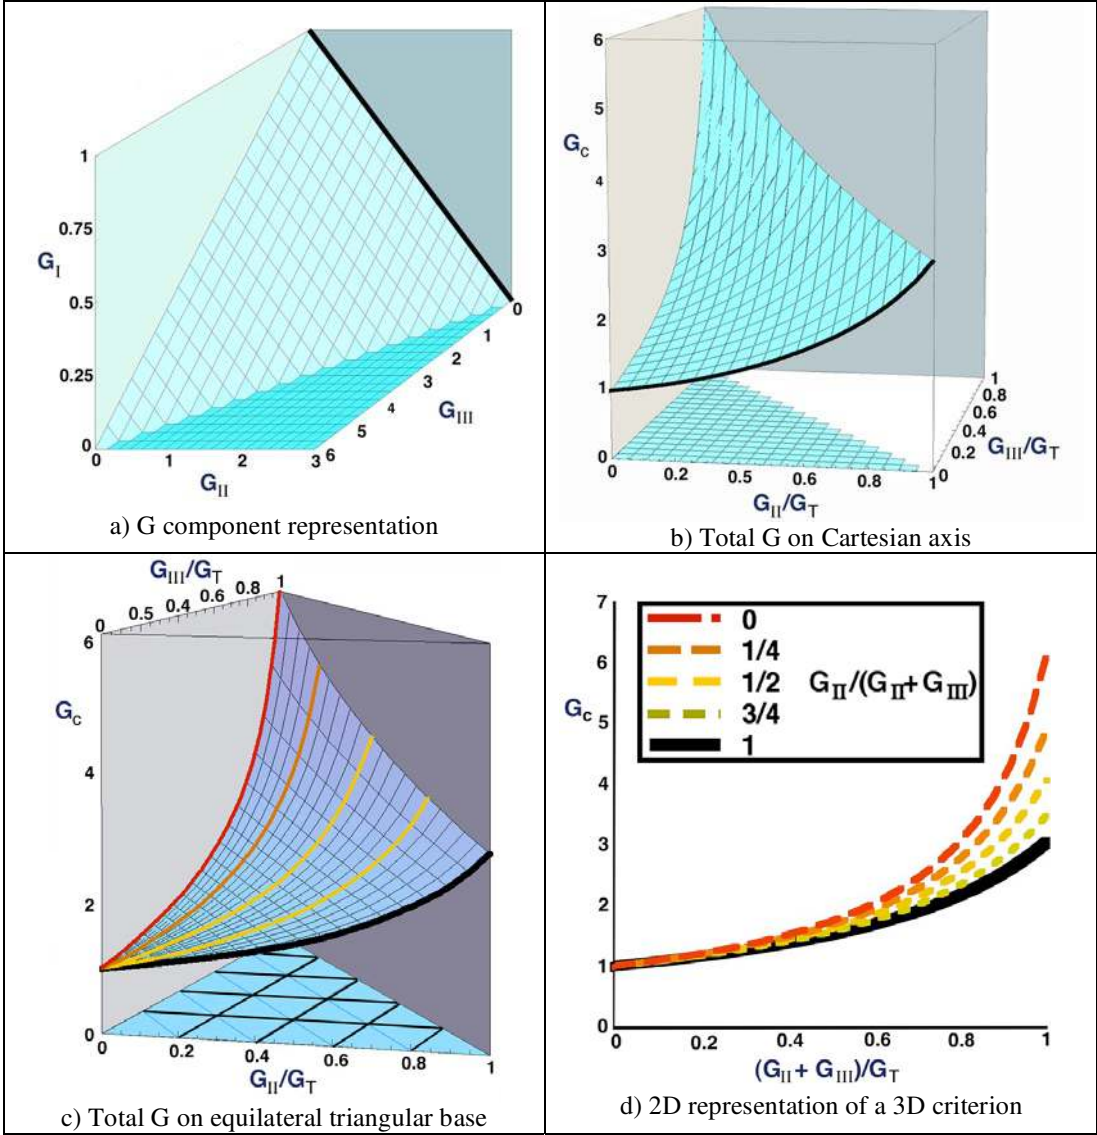 1
0.75
G_I
0.5
0.25
0
0 1 2 3
G_II
0
1
2
3
4
5
6
G_III
a) G component representation
6
5
G_c
4
3
2
1
0
0 0.2 0.5 0.6 0.8 1
G_II/G_T
0
0.2
0.4
0.6
0.8
1
G_III/G_T
b) Total G on Cartesian axis
G_III/G_T
0 0.5 0.4 0.6 0.8 1
6
G_c
4
2
1
0
0 0.2 0.4 0.6 0.8 1
G_II/G_T
c) Total G on equilateral triangular base
7
6
G_c
5
4
3
2
1
0
0
1/4
1/2 G_II/(G_II+G_III)
3/4
1
0 0.2 0.4 0.6 0.8 1
(G_II + G_III)/G_T
d) 2D representation of a 3D criterion